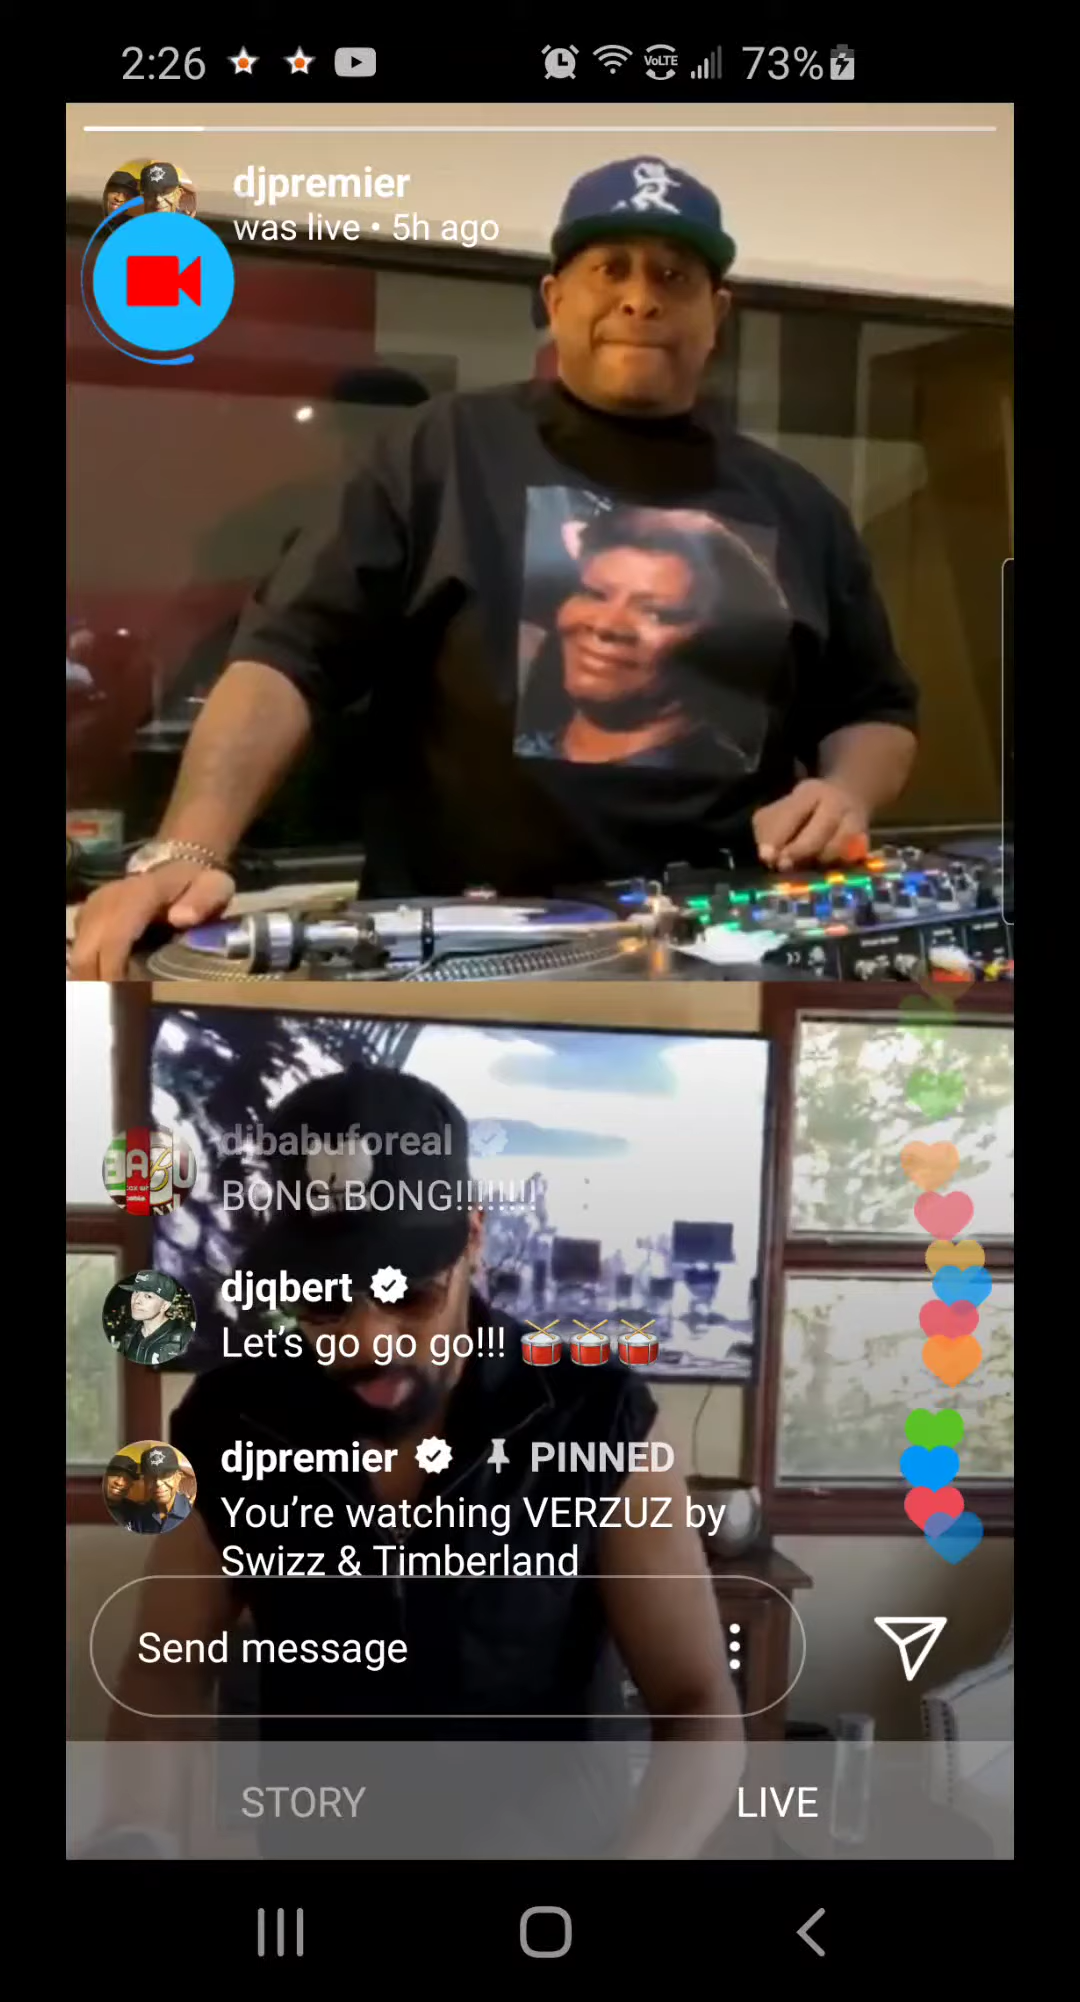 2:26
VoLTE
73%
djpremier
was live • 5h ago
djbabuforeal
BONG BONG!!!!!!!!
djqbert
Let's go go go!!! 🥁🥁🥁
djpremier PINNED
You're watching VERZUZ by
Swizz & Timberland
Send message
STORY
LIVE